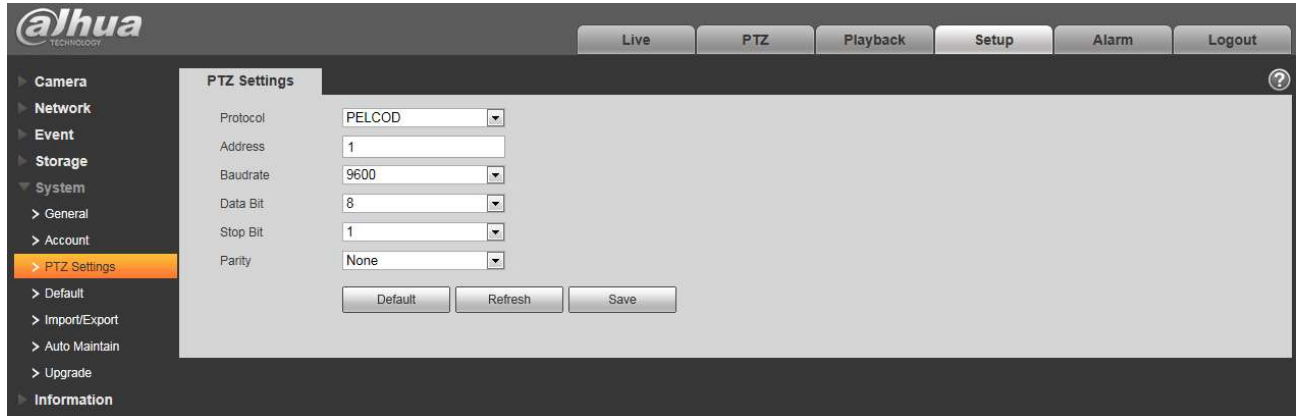 alhua
TECHNOLOGY
Live PTZ Playback Setup Alarm Logout
Camera
Network
Event
Storage
System
> General
> Account
> PTZ Settings
> Default
> Import/Export
> Auto Maintain
> Upgrade
Information
PTZ Settings
?
Protocol PELCOD
Address 1
Baudrate 9600
Data Bit 8
Stop Bit 1
Parity None
Default Refresh Save